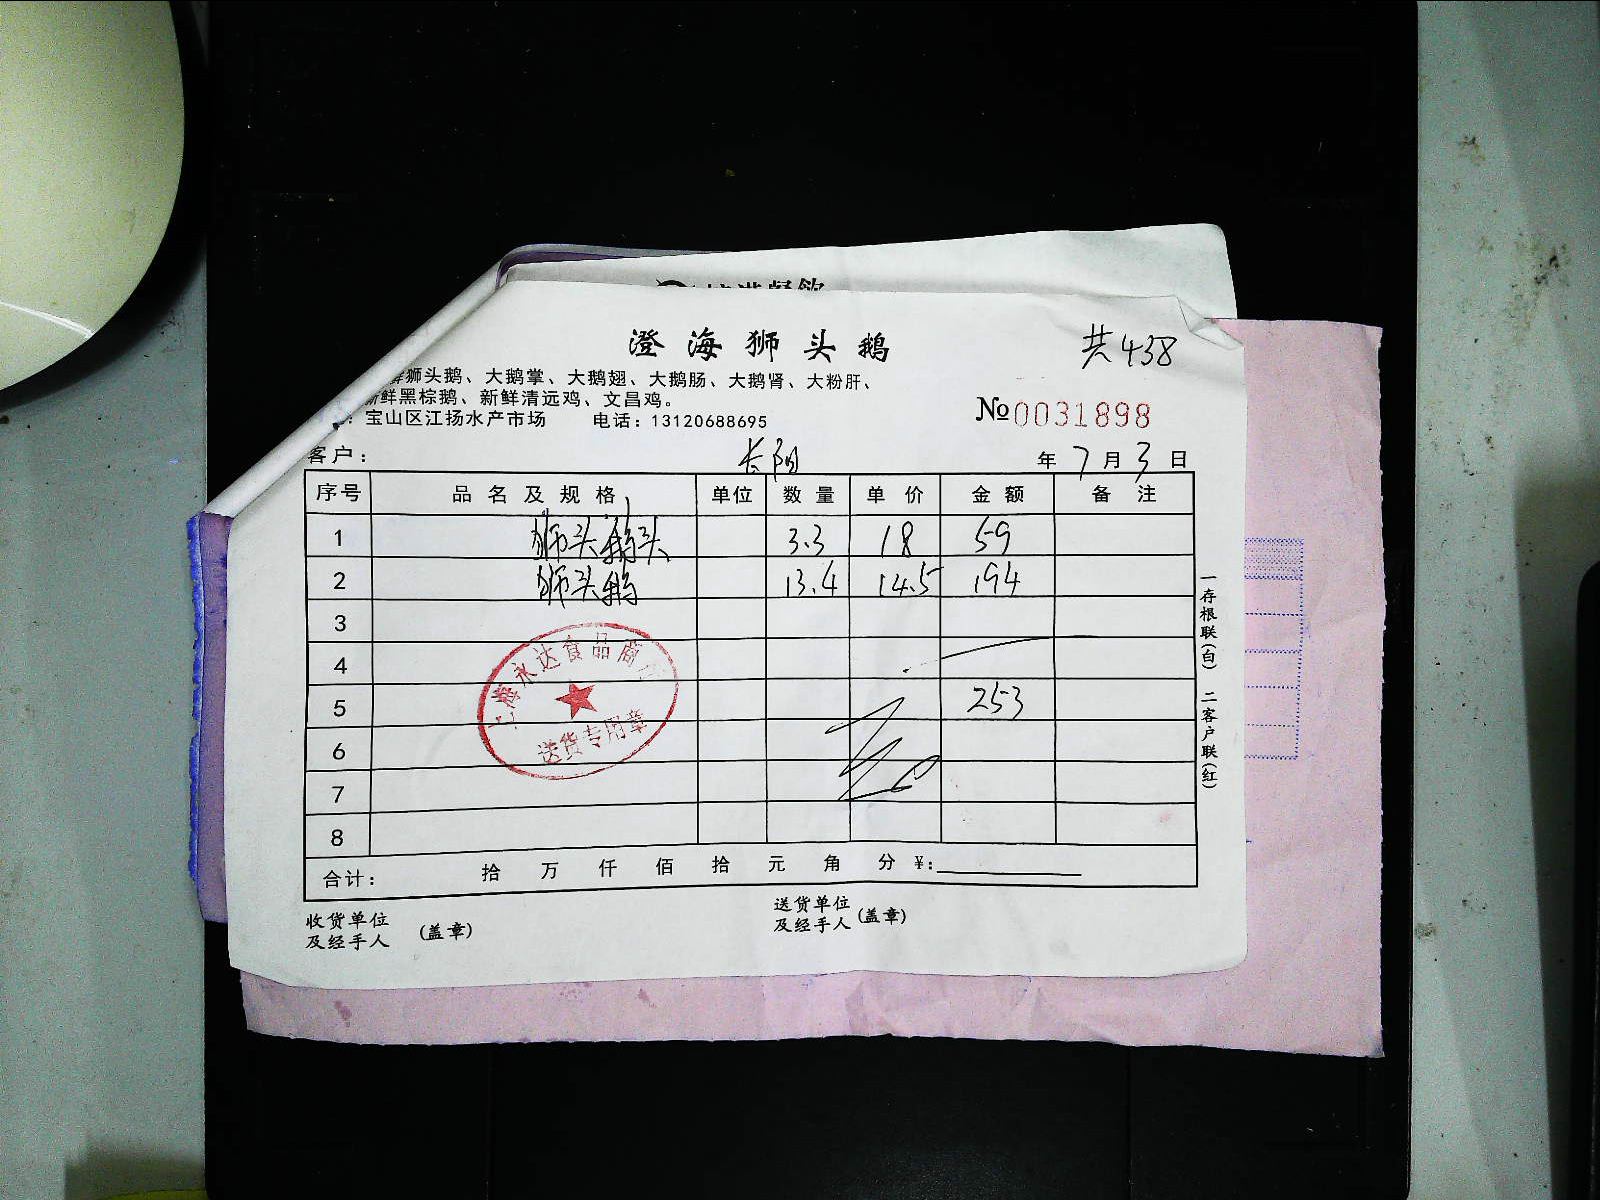 澄海狮头鹅
共438
狮头鹅、大鹅掌、大鹅翅、大鹅肠、大鹅肾、大粉肝、
鲜黑棕鹅、新鲜清远鸡、文昌鸡。
：宝山区江扬水产市场 电话：13120688695
№0031898
客户： 长阳 年 7 月 3 日
序号 品名及规格 单位 数量 单价 金额 备注
1 狮头鹅头 3.3 18 59
2 狮头鹅 13.4 14.5 194
3
4
5 253
6
7
8
海永达食品商
送货专用章
合计： 拾 万 仟 佰 拾 元 角 分 ¥:
收货单位
及经手人 (盖章)
送货单位
及经手人 (盖章)
一存根联(白) 二客户联(红)